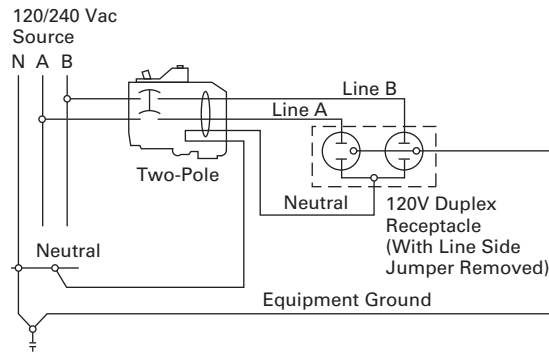 120/240 Vac
Source
N A B
Line B
Line A
Two-Pole
Neutral
120V Duplex
Receptacle
(With Line Side
Jumper Removed)
Neutral
Equipment Ground